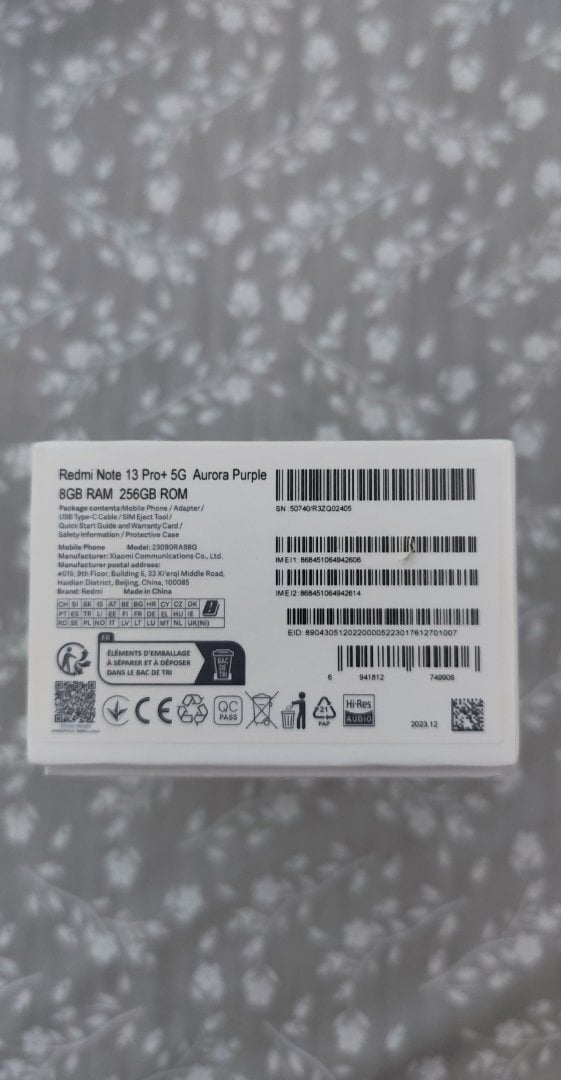 Redmi Note 13 Pro+ 5G Aurora Purple
8GB RAM 256GB ROM
Package contents:Mobile Phone / Adapter /
USB Type-C Cable / SIM Eject Tool /
Quick Start Guide and Warranty Card /
Safety Information / Protective Case
Mobile Phone Model: 23090RA98G
Manufacturer: Xiaomi Communications Co., Ltd.
Manufacturer postal address:
#019, 9th Floor, Building 6, 33 Xi'erqi Middle Road,
Haidian District, Beijing, China, 100085
Brand: Redmi Made in China
CH SI SK IS AT BE BG HR CY CZ DK
PT ES TR LI EE FI FR DE EL HU IE
RO SE PL NO IT LV LT LU MT NL UK(NI)
SN: 50740/R3ZQ02405
IMEI1: 868451064942606
IMEI2: 868451064942614
EID: 89043051202200005223017612701007
6 941812 749906
FR
ÉLÉMENTS D'EMBALLAGE
À SÉPARER ET À DÉPOSER
DANS LE BAC DE TRI
BAC
DE
TRI
CE
QC
PASS
21
PAP
Hi-Res
AUDIO
2023.12